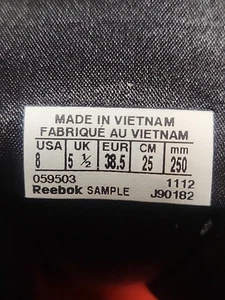 MADE IN VIETNAM
FABRIQUÉ AU VIETNAM
USA UK EUR CM mm
8 5 ½ 38.5 25 250
059503 1112
Reebok SAMPLE J90182